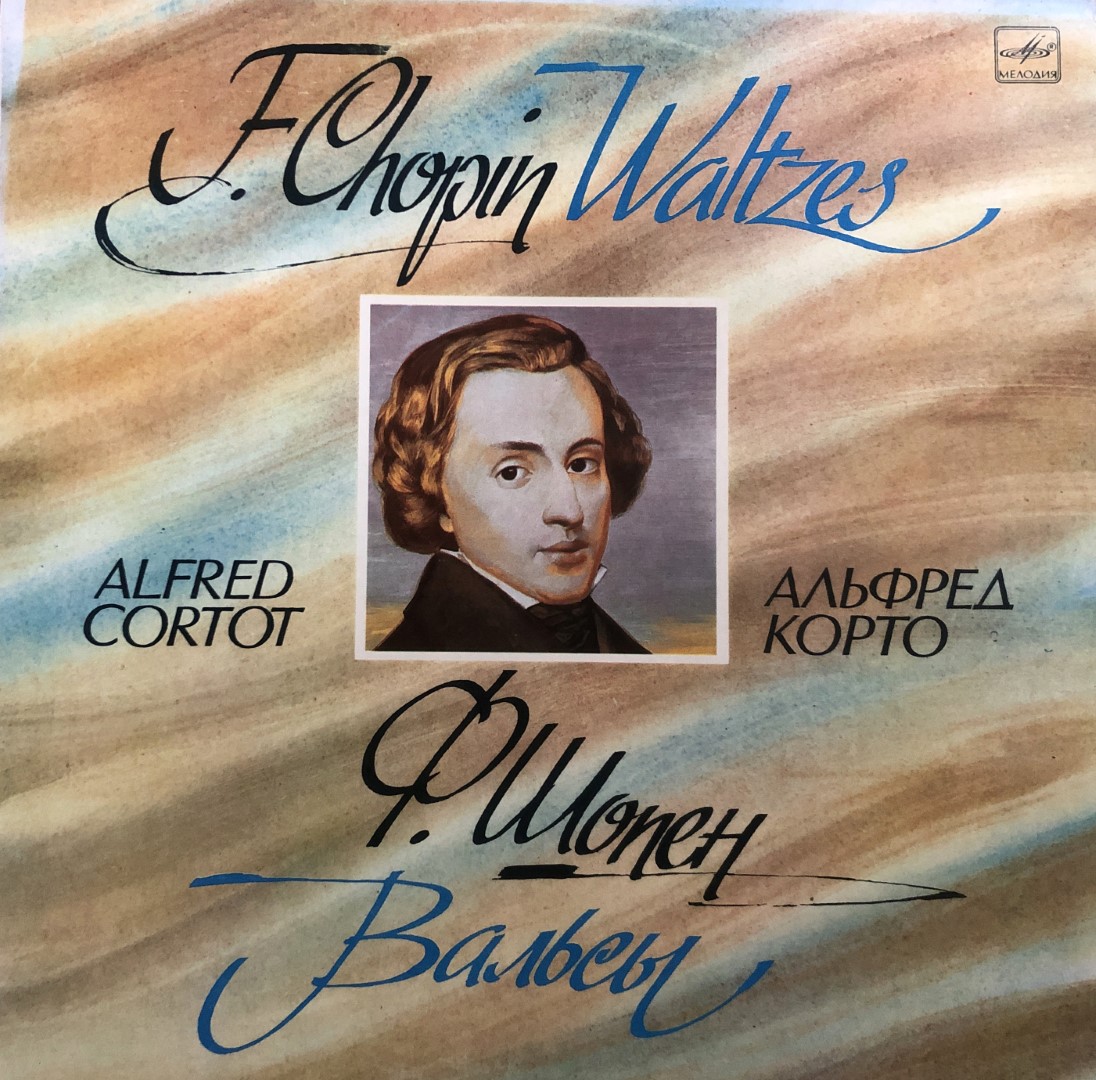 МЕЛОДИЯ
F. Chopin Waltzes
ALFRED
CORTOT
АЛЬФРЕД
КОРТО
Ф. Шопен
Вальсы